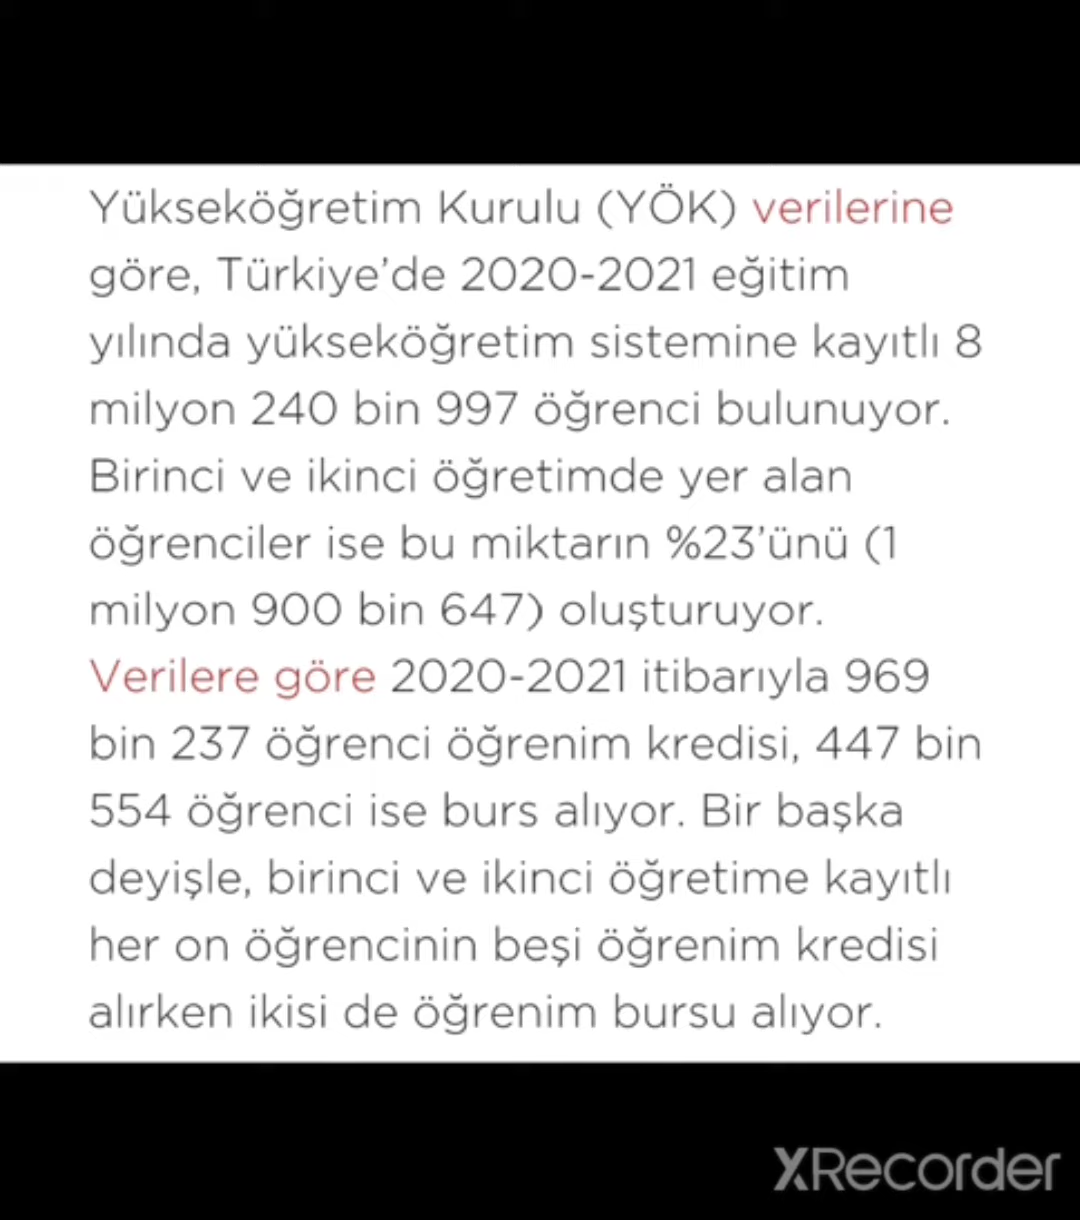 Yükseköğretim Kurulu (YÖK) verilerine
göre, Türkiye’de 2020-2021 eğitim
yılında yükseköğretim sistemine kayıtlı 8
milyon 240 bin 997 öğrenci bulunuyor.
Birinci ve ikinci öğretimde yer alan
öğrenciler ise bu miktarın %23’ünü (1
milyon 900 bin 647) oluşturuyor.
Verilere göre 2020-2021 itibarıyla 969
bin 237 öğrenci öğrenim kredisi, 447 bin
554 öğrenci ise burs alıyor. Bir başka
deyişle, birinci ve ikinci öğretime kayıtlı
her on öğrencinin beşi öğrenim kredisi
alırken ikisi de öğrenim bursu alıyor.
XRecorder